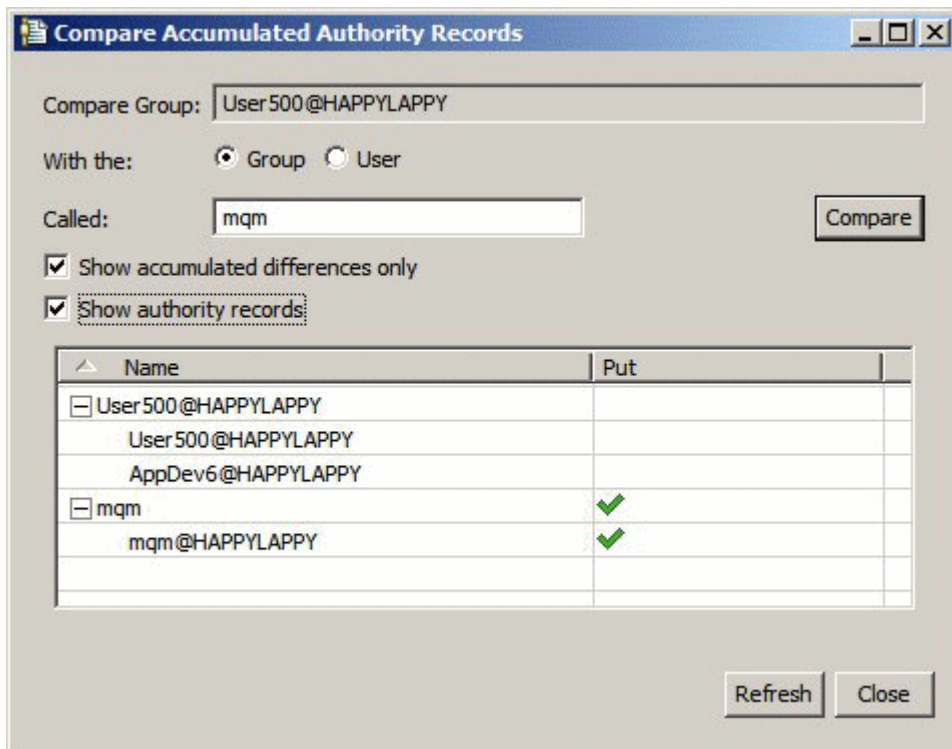 Compare Accumulated Authority Records
Compare Group: User500@HAPPYLAPPY
With the: Group User
Called: mqm Compare
Show accumulated differences only
Show authority records
Name Put
User500@HAPPYLAPPY
User500@HAPPYLAPPY
AppDev6@HAPPYLAPPY
mqm
mqm@HAPPYLAPPY
Refresh Close